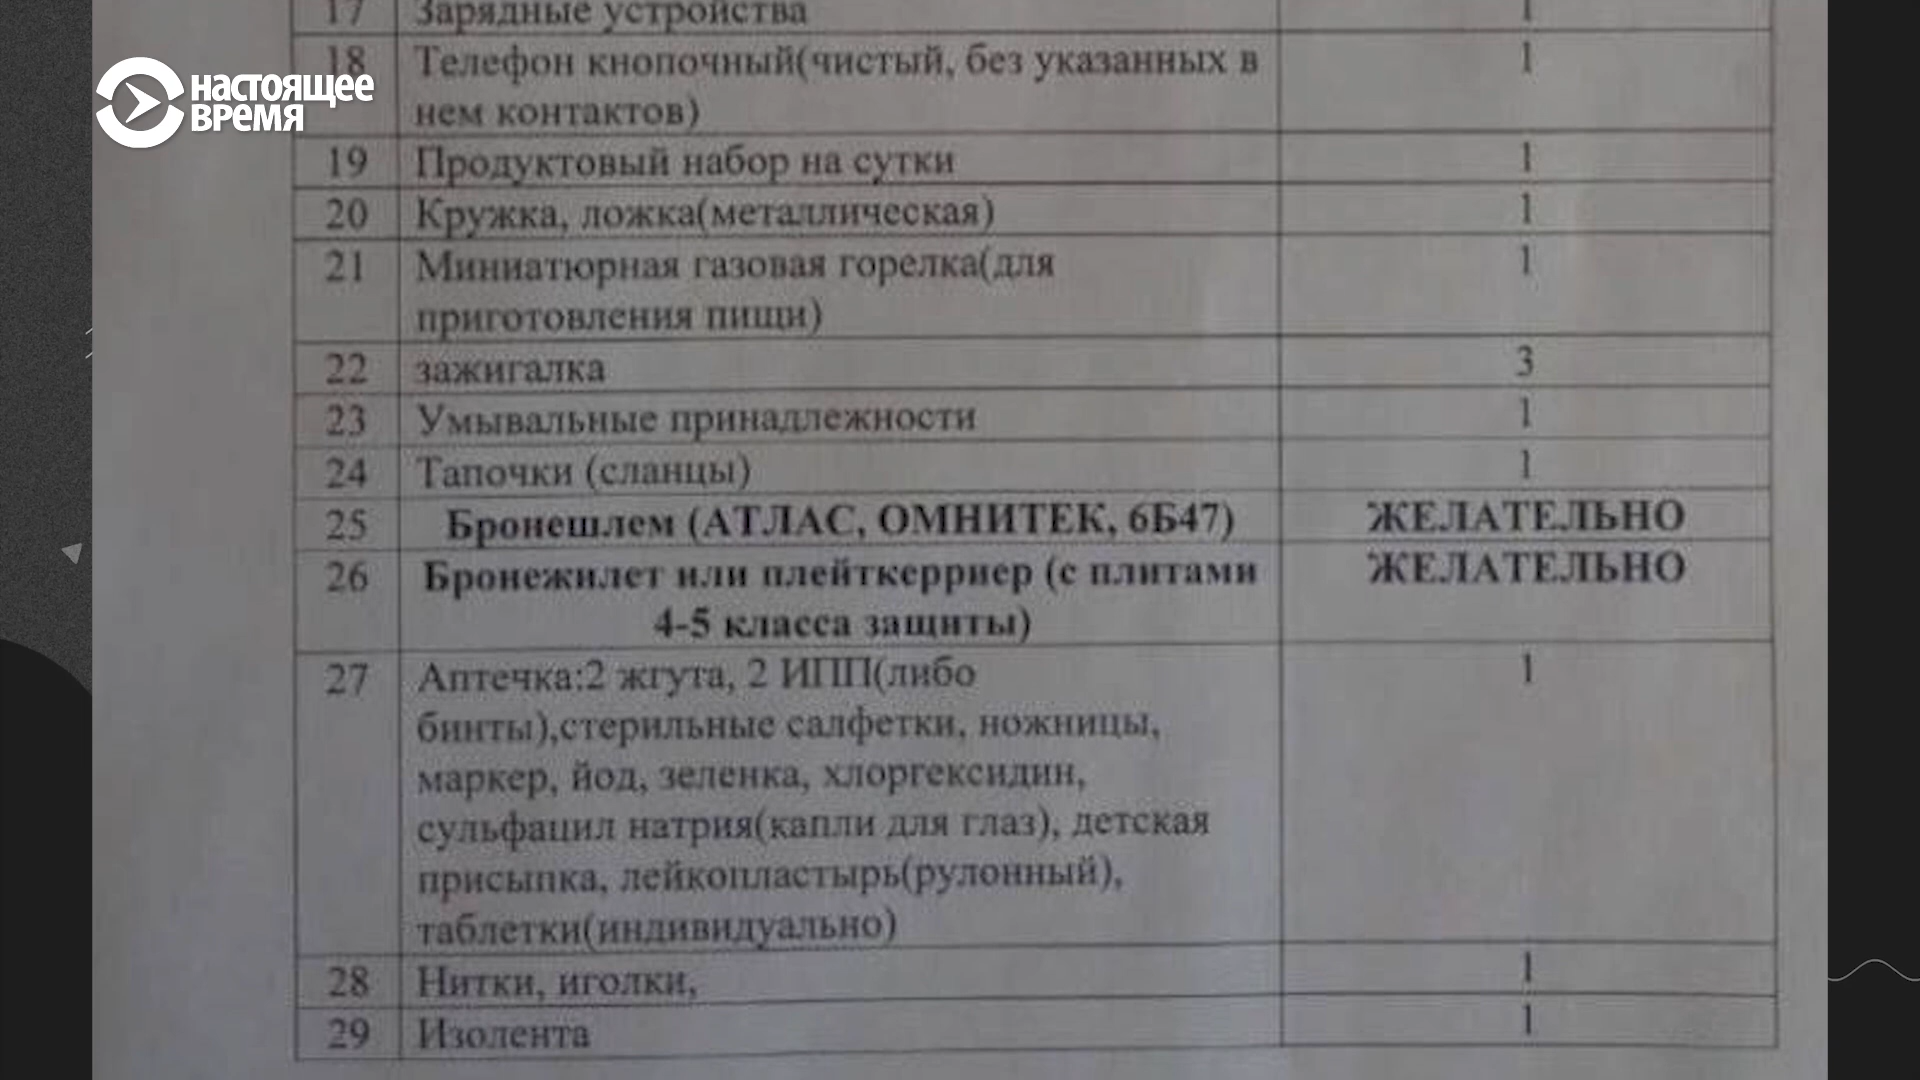 настоящее
время
17 Зарядные устройства 1
18 Телефон кнопочный(чистый, без указанных в 1
нем контактов)
19 Продуктовый набор на сутки 1
20 Кружка, ложка(металлическая) 1
21 Миниатюрная газовая горелка(для 1
приготовления пищи)
22 зажигалка 3
23 Умывальные принадлежности 1
24 Тапочки (сланцы) 1
25 Бронешлем (АТЛАС, ОМНИТЕК, 6Б47) ЖЕЛАТЕЛЬНО
26 Бронежилет или плейткерриер (с плитами ЖЕЛАТЕЛЬНО
4-5 класса защиты)
27 Аптечка:2 жгута, 2 ИПП(либо 1
бинты),стерильные салфетки, ножницы,
маркер, йод, зеленка, хлоргексидин,
сульфацил натрия(капли для глаз), детская
присыпка, лейкопластырь(рулонный),
таблетки(индивидуально)
28 Нитки, иголки, 1
29 Изолента 1